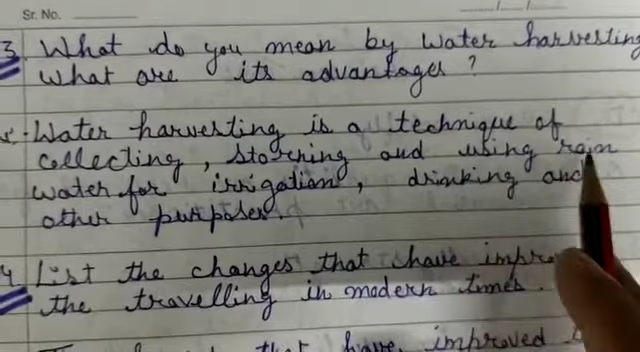 Sr. No.
3. What do you mean by Water harvesting
What are its advantages ?
Water harvesting is a technique of
collecting, storing and using rain
water for irrigation, drinking and
other purposes.
4. List the changes that have impro
the travelling in modern times.
that have improved